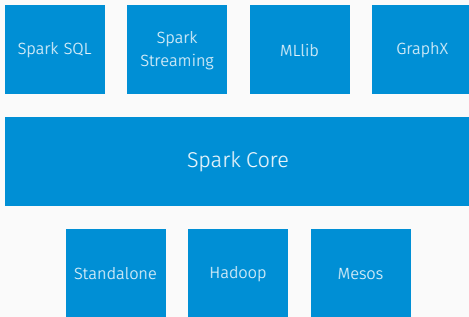 Spark SQL
Spark
Streaming
MLlib
GraphX
Spark Core
Standalone
Hadoop
Mesos